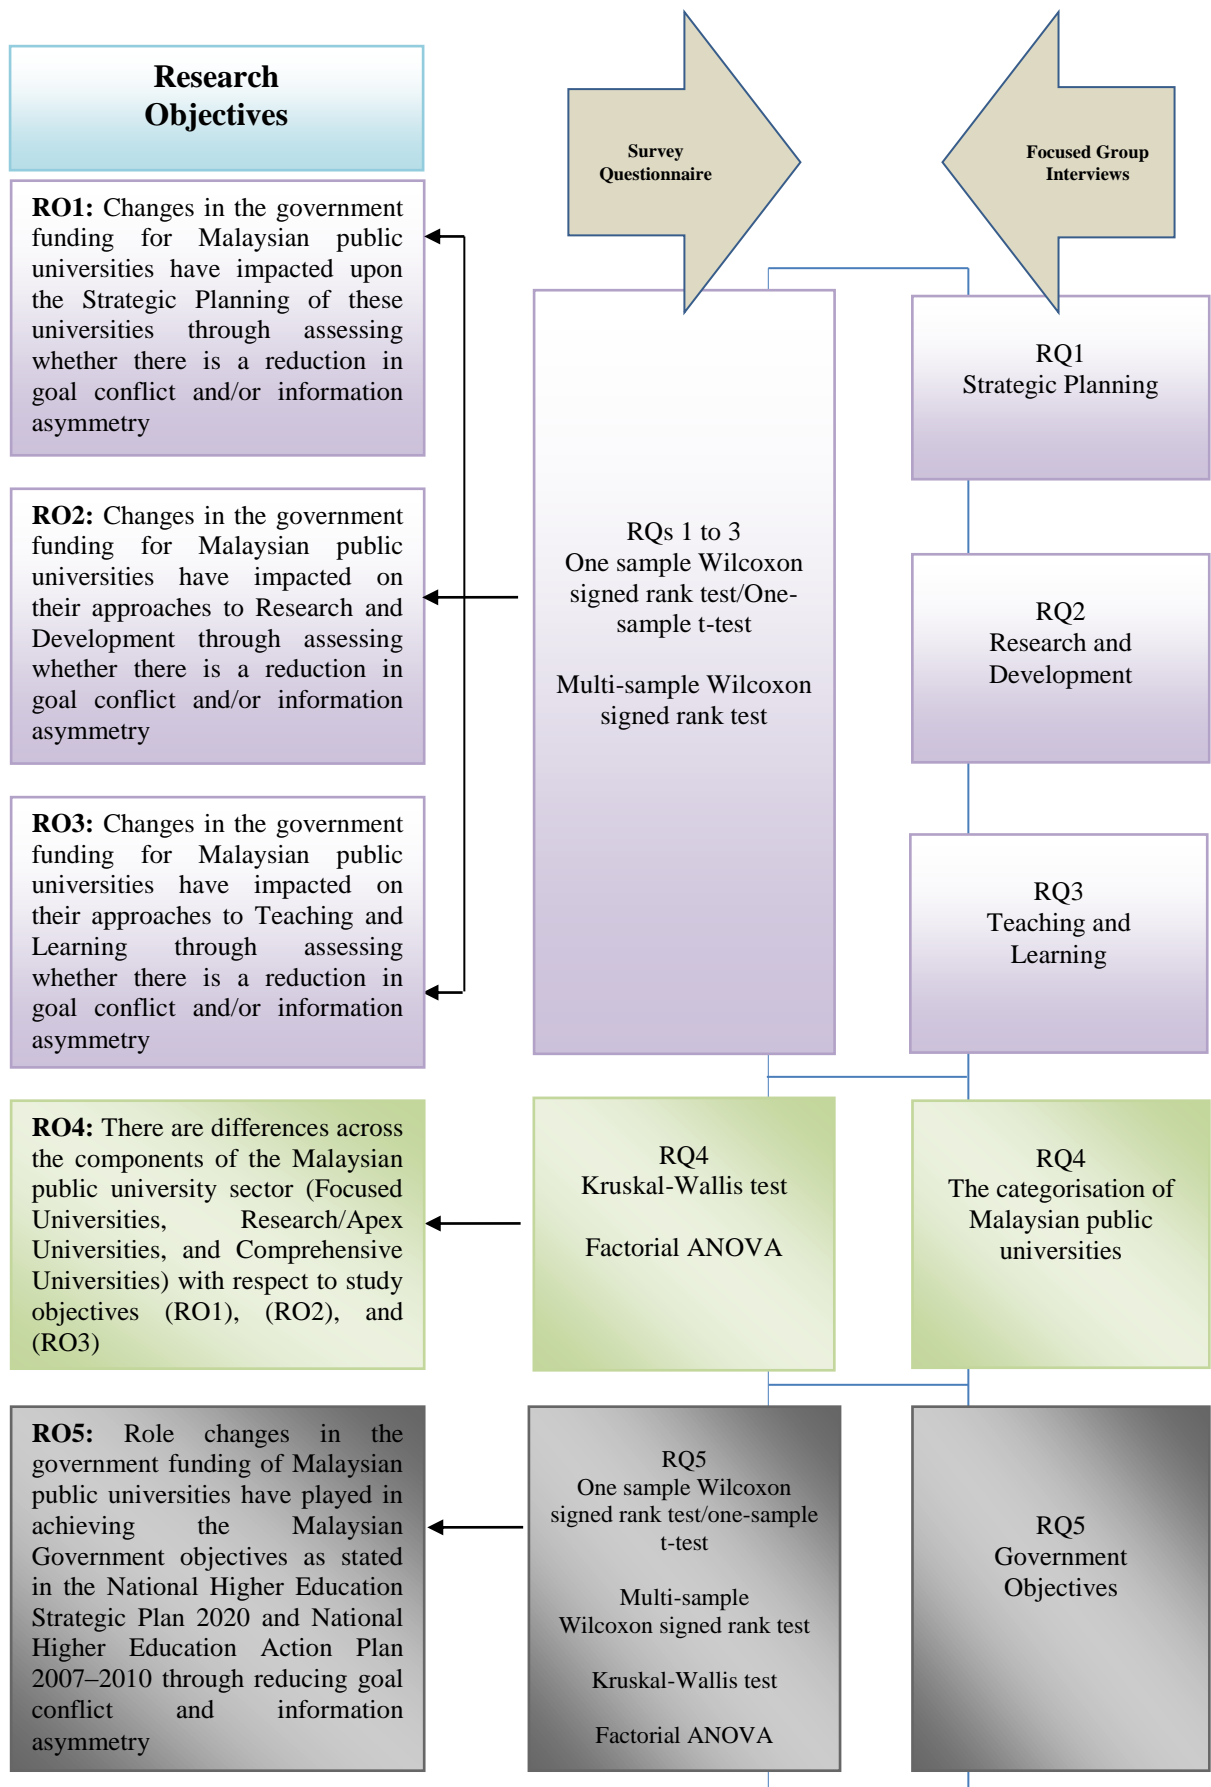 Research
Objectives
Survey
Questionnaire
Focused Group
Interviews
RO1: Changes in the government
funding for Malaysian public
universities have impacted upon
the Strategic Planning of these
universities through assessing
whether there is a reduction in
goal conflict and/or information
asymmetry
RO2: Changes in the government
funding for Malaysian public
universities have impacted on
their approaches to Research and
Development through assessing
whether there is a reduction in
goal conflict and/or information
asymmetry
RO3: Changes in the government
funding for Malaysian public
universities have impacted on
their approaches to Teaching and
Learning through assessing
whether there is a reduction in
goal conflict and/or information
asymmetry
RQs 1 to 3
One sample Wilcoxon
signed rank test/One-
sample t-test
Multi-sample Wilcoxon
signed rank test
RQ1
Strategic Planning
RQ2
Research and
Development
RQ3
Teaching and
Learning
RO4: There are differences across
the components of the Malaysian
public university sector (Focused
Universities, Research/Apex
Universities, and Comprehensive
Universities) with respect to study
objectives (RO1), (RO2), and
(RO3)
RQ4
Kruskal-Wallis test
Factorial ANOVA
RQ4
The categorisation of
Malaysian public
universities
RO5: Role changes in the
government funding of Malaysian
public universities have played in
achieving the Malaysian
Government objectives as stated
in the National Higher Education
Strategic Plan 2020 and National
Higher Education Action Plan
2007–2010 through reducing goal
conflict and information
asymmetry
RQ5
One sample Wilcoxon
signed rank test/one-sample
t-test
Multi-sample
Wilcoxon signed rank test
Kruskal-Wallis test
Factorial ANOVA
RQ5
Government
Objectives